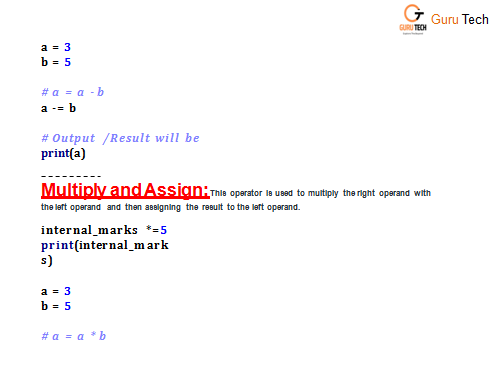 GURU TECH
Guru Tech
a = 3
b = 5
# a = a - b
a -= b
# Output /Result will be
print(a)
---------
Multiply and Assign: This operator is used to multiply the right operand with
the left operand and then assigning the result to the left operand.
internal_marks *=5
print(internal_mark
s)
a = 3
b = 5
# a = a * b